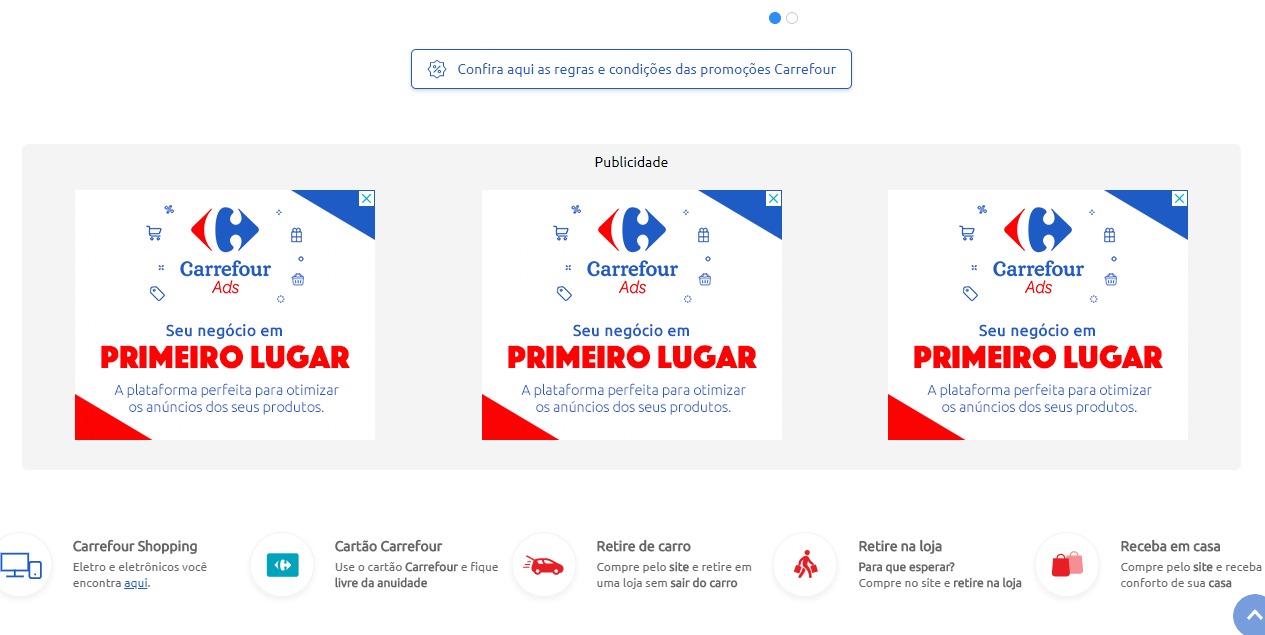 Confira aqui as regras e condições das promoções Carrefour
Publicidade
Carrefour
Ads
Seu negócio em
PRIMEIRO LUGAR
A plataforma perfeita para otimizar
os anúncios dos seus produtos.
Carrefour
Ads
Seu negócio em
PRIMEIRO LUGAR
A plataforma perfeita para otimizar
os anúncios dos seus produtos.
Carrefour
Ads
Seu negócio em
PRIMEIRO LUGAR
A plataforma perfeita para otimizar
os anúncios dos seus produtos.
Carrefour Shopping
Eletro e eletrônicos você
encontra aqui.
Cartão Carrefour
Use o cartão Carrefour e fique
livre da anuidade
Retire de carro
Compre pelo site e retire em
uma loja sem sair do carro
Retire na loja
Para que esperar?
Compre no site e retire na loja
Receba em casa
Compre pelo site e receba
conforto de sua casa